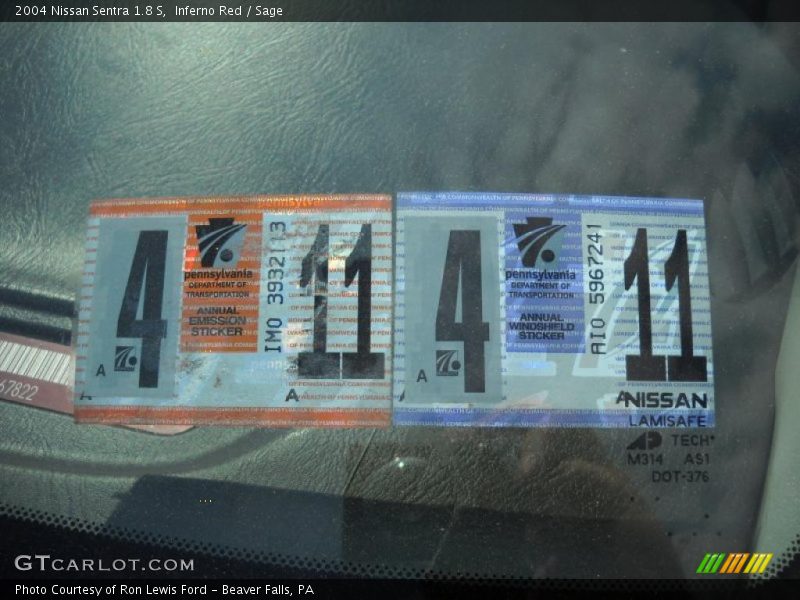 2004 Nissan Sentra 1.8 S,  Inferno Red / Sage
4
pennsylvania
DEPARTMENT OF
TRANSPORTATION
ANNUAL
EMISSION
STICKER
IM0 3932113
11
A
A
4
pennsylvania
DEPARTMENT OF
TRANSPORTATION
ANNUAL
WINDSHIELD
STICKER
AI0 5967241
11
A
A
NISSAN
LAMISAFE
AP TECH
M314 AS1
DOT-376
67822
GTCARLOT.COM
Photo Courtesy of Ron Lewis Ford - Beaver Falls, PA